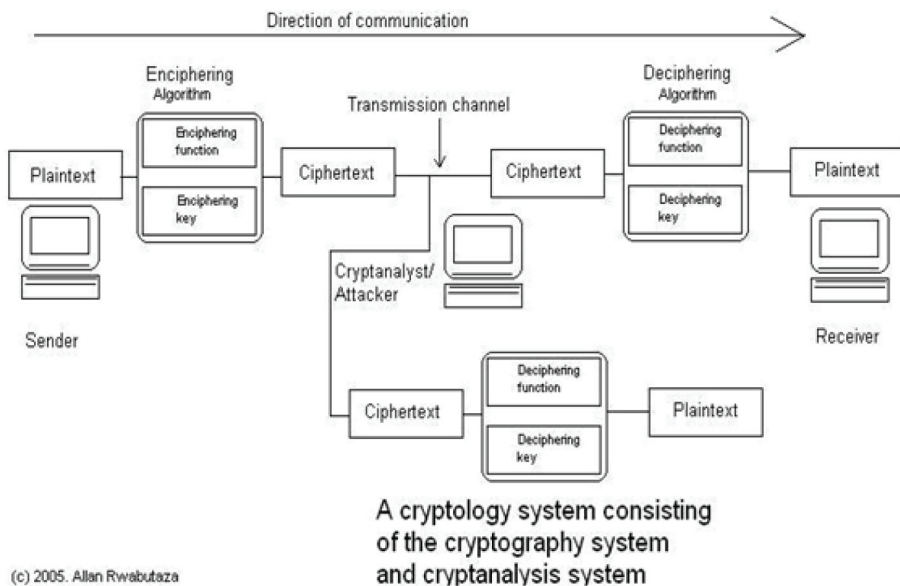 Direction of communication
Enciphering
Algorithm
Deciphering
Algorithm
Transmission channel
Plaintext
Enciphering
function
Enciphering
key
Ciphertext
Ciphertext
Deciphering
function
Deciphering
key
Plaintext
Sender
Cryptanalyst/
Attacker
Receiver
Ciphertext
Deciphering
function
Deciphering
key
Plaintext
A cryptology system consisting
of the cryptography system
and cryptanalysis system
(c) 2005. Allan Rwabutaza